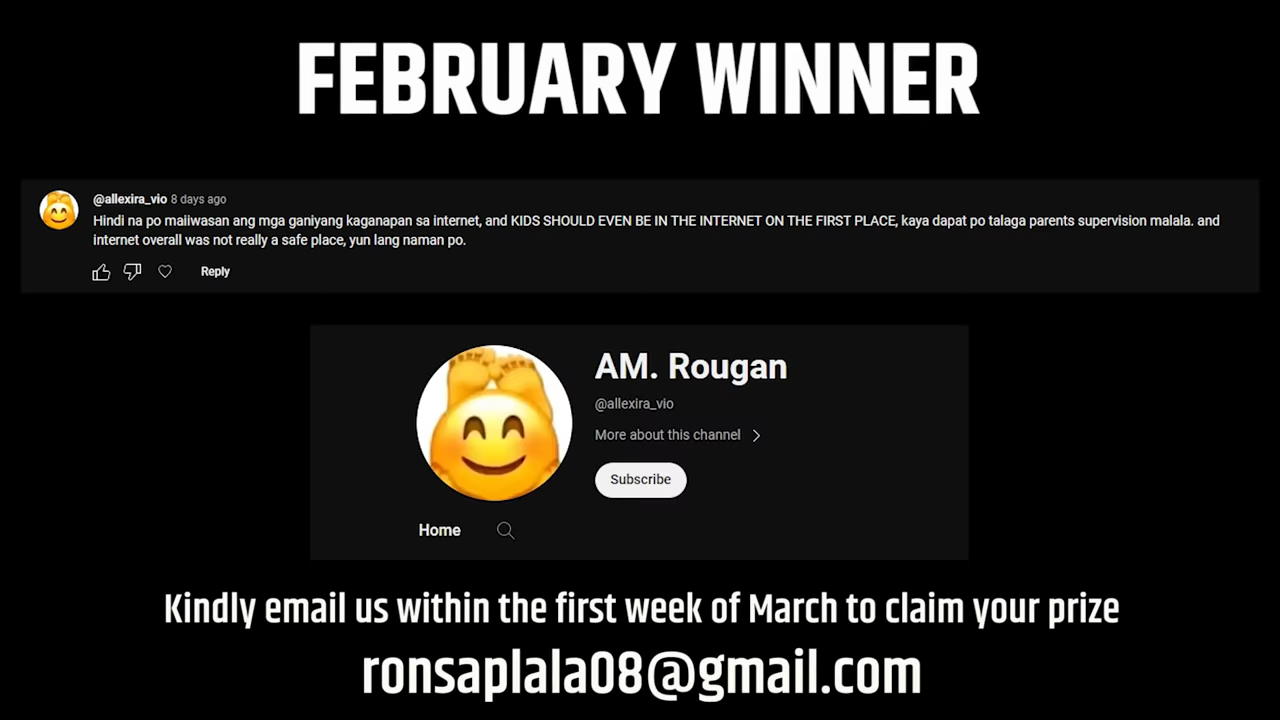 FEBRUARY WINNER
@allexira_vio 8 days ago
Hindi na po maiiwasan ang mga ganiyang kaganapan sa internet, and KIDS SHOULD EVEN BE IN THE INTERNET ON THE FIRST PLACE, kaya dapat po talaga parents supervision malala. and
internet overall was not really a safe place, yun lang naman po.
Reply
AM. Rougan
@allexira_vio
More about this channel
Subscribe
Home
Kindly email us within the first week of March to claim your prize
ronsaplala08@gmail.com